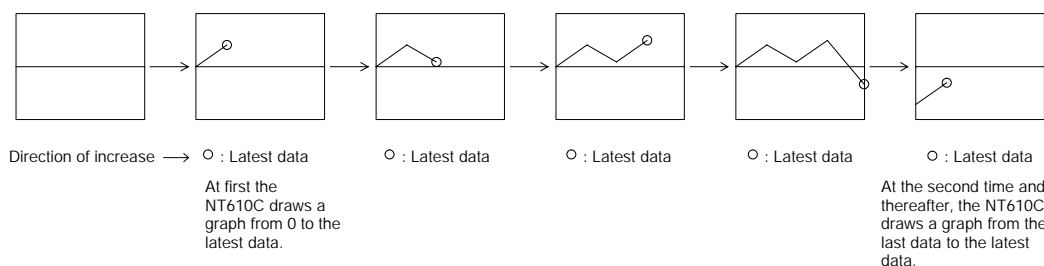 Direction of increase
: Latest data
: Latest data
: Latest data
: Latest data
: Latest data
At first the
NT610C draws a
graph from 0 to the
latest data.
At the second time and
thereafter, the NT610C
draws a graph from the
last data to the latest
data.